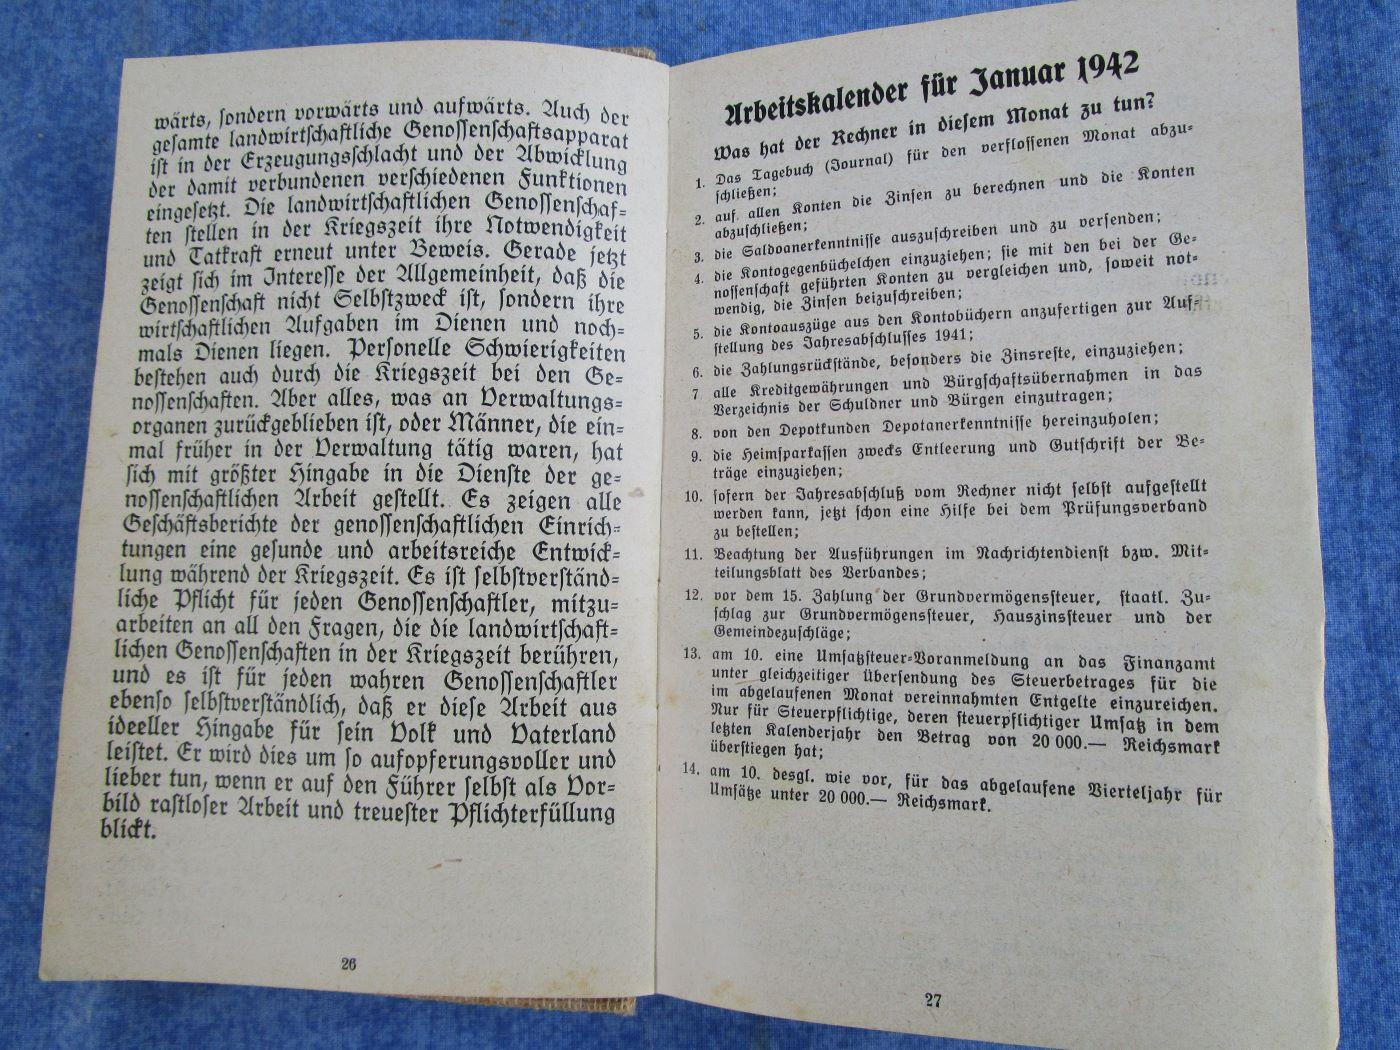 wärts, sondern vorwärts und aufwärts. Auch der
gesamte landwirtschaftliche Genossenschaftsapparat
ist in der Erzeugungsschlacht und der Abwicklung
der damit verbundenen verschiedenen Funktionen
eingesetzt. Die landwirtschaftlichen Genossenschaf=
ten stellen in der Kriegszeit ihre Notwendigkeit
und Tatkraft erneut unter Beweis. Gerade jetzt
zeigt sich im Interesse der Allgemeinheit, daß die
Genossenschaft nicht Selbstzweck ist, sondern ihre
wirtschaftlichen Aufgaben im Dienen und noch=
mals Dienen liegen. Personelle Schwierigkeiten
bestehen auch durch die Kriegszeit bei den Ge=
nossenschaften. Aber alles, was an Verwaltungs=
organen zurückgeblieben ist, oder Männer, die ein=
mal früher in der Verwaltung tätig waren, hat
sich mit größter Hingabe in die Dienste der ge=
nossenschaftlichen Arbeit gestellt. Es zeigen alle
Geschäftsberichte der genossenschaftlichen Einrich=
tungen eine gesunde und arbeitsreiche Entwick=
lung während der Kriegszeit. Es ist selbstverständ=
liche Pflicht für jeden Genossenschaftler, mitzu=
arbeiten an all den Fragen, die die landwirtschaft=
lichen Genossenschaften in der Kriegszeit berühren,
und es ist für jeden wahren Genossenschaftler
ebenso selbstverständlich, daß er diese Arbeit aus
ideeller Hingabe für sein Volk und Vaterland
leistet. Er wird dies um so aufopferungsvoller und
lieber tun, wenn er auf den Führer selbst als Vor=
bild rastloser Arbeit und treuester Pflichterfüllung
blickt.
26
Arbeitskalender für Januar 1942
Was hat der Rechner in diesem Monat zu tun?
1. Das Tagebuch (Journal) für den verflossenen Monat abzu=
schließen;
2. auf allen Konten die Zinsen zu berechnen und die Konten
abzuschließen;
3. die Saldoanerkenntnisse auszuschreiben und zu versenden;
4. die Kontogegenbüchelchen einzuziehen; sie mit den bei der Ge=
nossenschaft geführten Konten zu vergleichen und, soweit not=
wendig, die Zinsen beizuschreiben;
5. die Kontoauszüge aus den Kontobüchern anzufertigen zur Auf=
stellung des Jahresabschlusses 1941;
6. die Zahlungsrückstände, besonders die Zinsreste, einzuziehen;
7 alle Kreditgewährungen und Bürgschaftsübernahmen in das
Verzeichnis der Schuldner und Bürgen einzutragen;
8. von den Depotkunden Depotanerkenntnisse hereinzuholen;
9. die Heimsparkassen zwecks Entleerung und Gutschrift der Be=
träge einzuziehen;
10. sofern der Jahresabschluß vom Rechner nicht selbst aufgestellt
werden kann, jetzt schon eine Hilfe bei dem Prüfungsverband
zu bestellen;
11. Beachtung der Ausführungen im Nachrichtendienst bzw. Mit=
teilungsblatt des Verbandes;
12. vor dem 15. Zahlung der Grundvermögensteuer, staatl. Zu=
schlag zur Grundvermögensteuer, Hauszinssteuer und der
Gemeindezuschläge;
13. am 10. eine Umsatzsteuer=Voranmeldung an das Finanzamt
unter gleichzeitiger Übersendung des Steuerbetrages für die
im abgelaufenen Monat vereinnahmten Entgelte einzureichen.
Nur für Steuerpflichtige, deren steuerpflichtiger Umsatz in dem
letzten Kalenderjahr den Betrag von 20 000.— Reichsmark
überstiegen hat;
14. am 10. desgl. wie vor, für das abgelaufene Vierteljahr für
Umsätze unter 20 000.— Reichsmark.
27